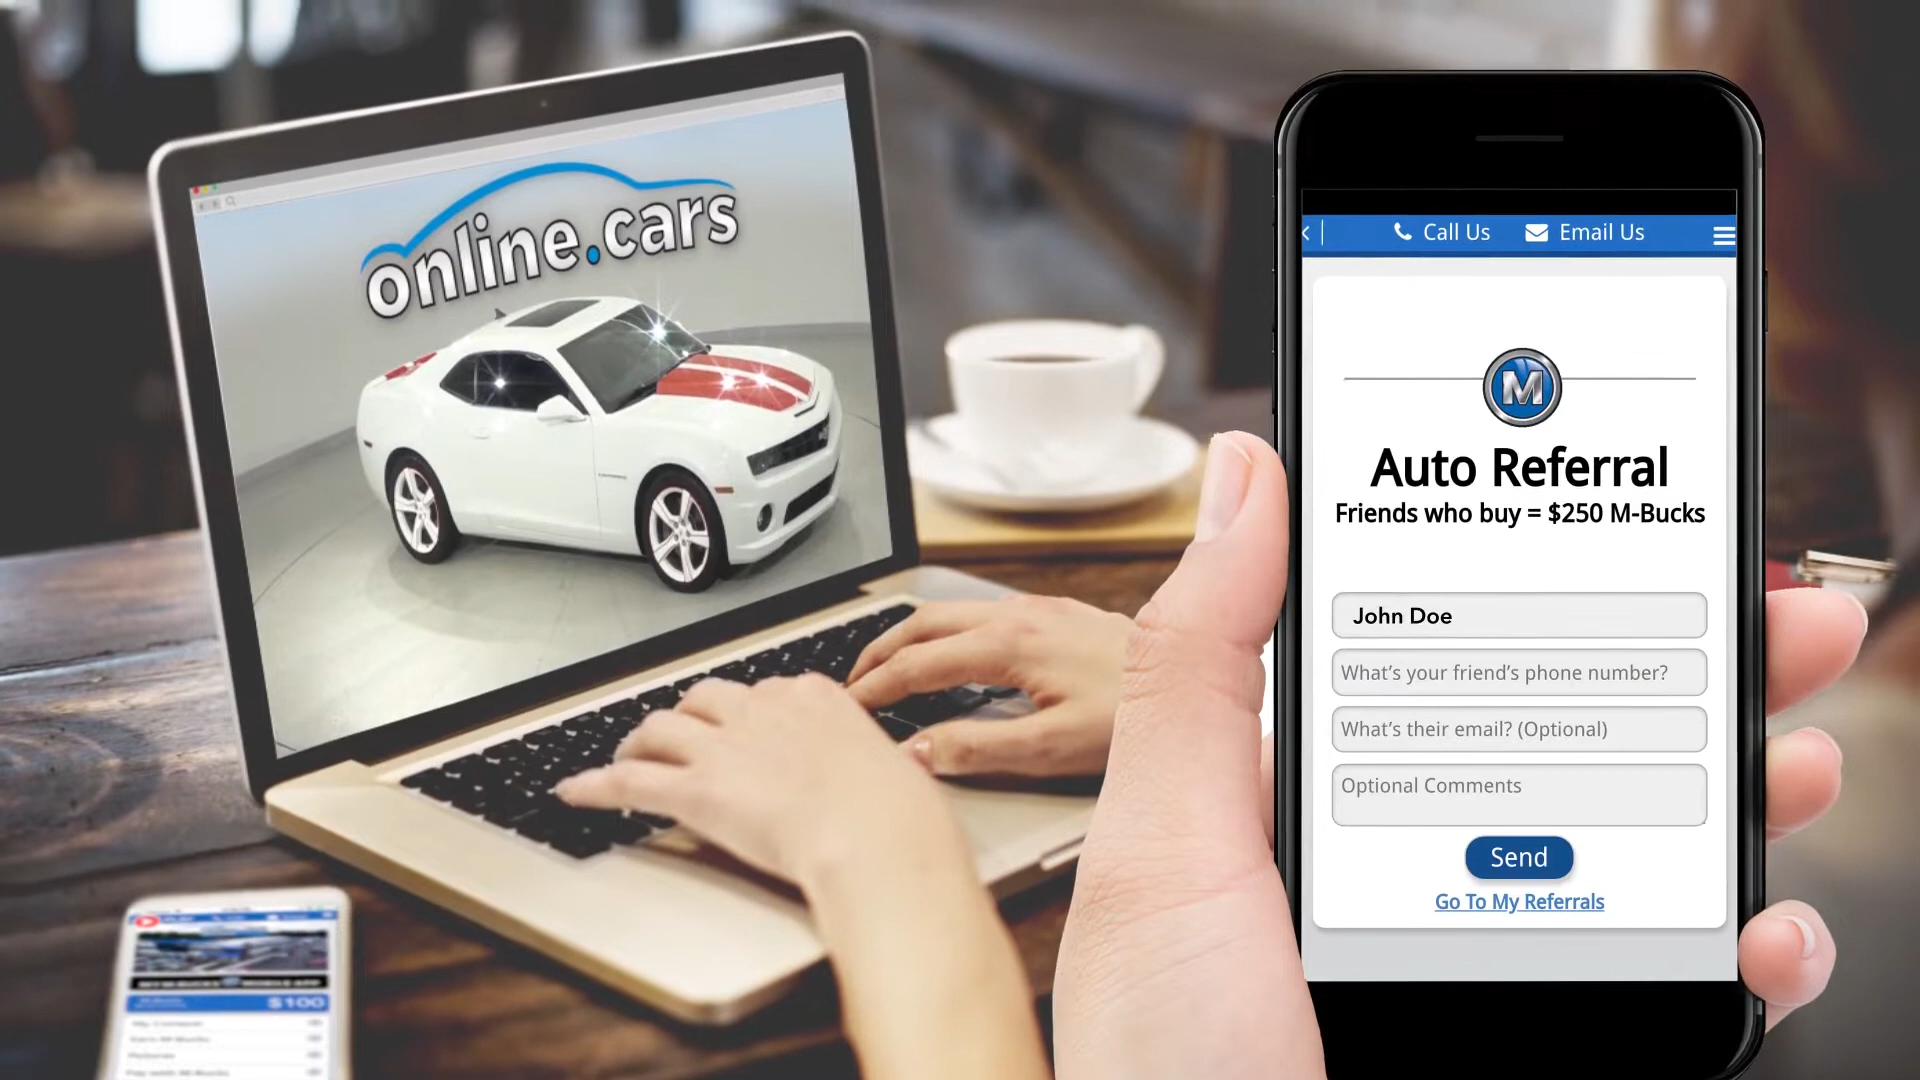 online.cars
Call Us
Email Us
M
Auto Referral
Friends who buy = $250 M-Bucks
John Doe
What's your friend's phone number?
What's their email? (Optional)
Optional Comments
Send
Go To My Referrals
$100